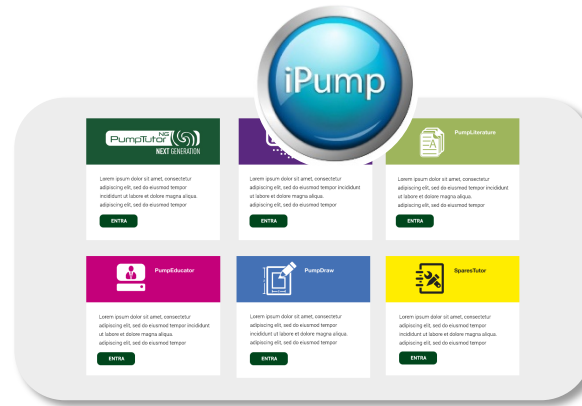 iPump
PumpTutor NG
NEXT GENERATION
PumpLiterature
Lorem ipsum dolor sit amet, consectetur
adipiscing elit, sed do eiusmod tempor
incididunt ut labore et dolore magna aliqua.
adipiscing elit, sed do eiusmod tempor
ENTRA
Lorem ipsum dolor sit amet, consectetur
adipiscing elit, sed do eiusmod tempor incididunt
ut labore et dolore magna aliqua.
adipiscing elit, sed do eiusmod tempor
ENTRA
Lorem ipsum dolor sit amet, consectetur
adipiscing elit, sed do eiusmod tempor incididunt
ut labore et dolore magna aliqua.
adipiscing elit, sed do eiusmod tempor
ENTRA
PumpEducator
Lorem ipsum dolor sit amet, consectetur
adipiscing elit, sed do eiusmod tempor incididunt
ut labore et dolore magna aliqua.
adipiscing elit, sed do eiusmod tempor
ENTRA
PumpDraw
Lorem ipsum dolor sit amet, consectetur
adipiscing elit, sed do eiusmod tempor
incididunt ut labore et dolore magna aliqua.
adipiscing elit, sed do eiusmod tempor
ENTRA
SparesTutor
Lorem ipsum dolor sit amet, consectetur
adipiscing elit, sed do eiusmod tempor
incididunt ut labore et dolore magna aliqua.
adipiscing elit, sed do eiusmod tempor
ENTRA